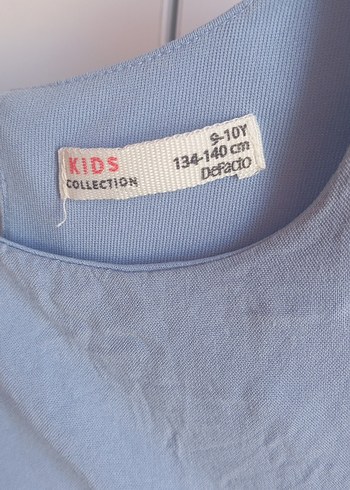 KIDS
COLLECTION
9-10Y
134-140 cm
DeFacto